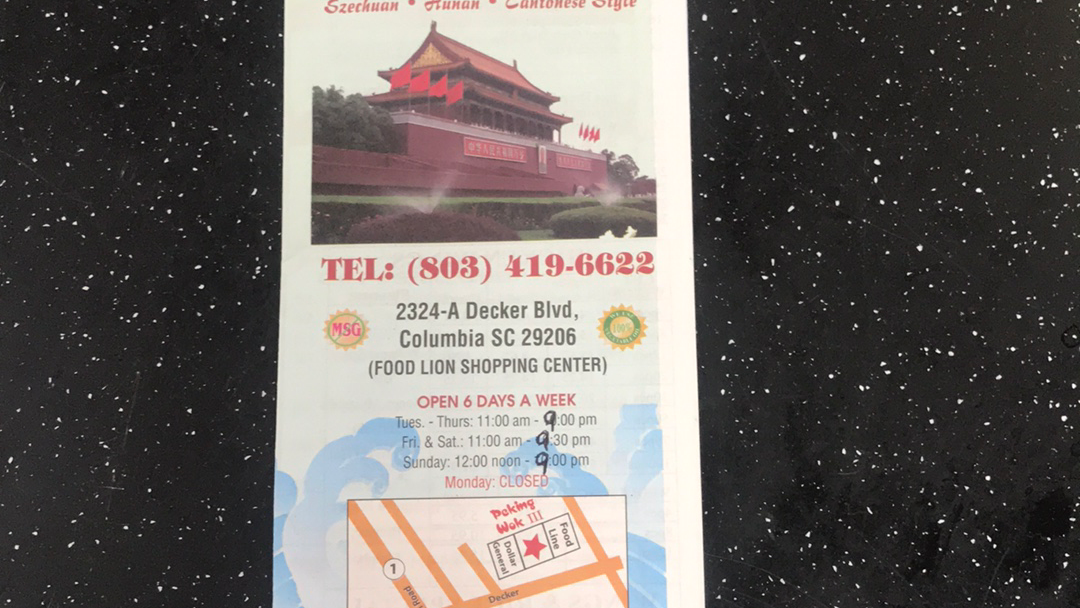 Szechuan • Hunan • Cantonese Style
TEL: (803) 419-6622
MSG
2324-A Decker Blvd,
Columbia SC 29206
(FOOD LION SHOPPING CENTER)
100%
OPEN 6 DAYS A WEEK
Tues. - Thurs: 11:00 am - 9:00 pm
Fri. & Sat.: 11:00 am - 9:30 pm
Sunday: 12:00 noon - 9:00 pm
Monday: CLOSED
Peking
Wok III
Food
Line
Dollar
General
1
Decker